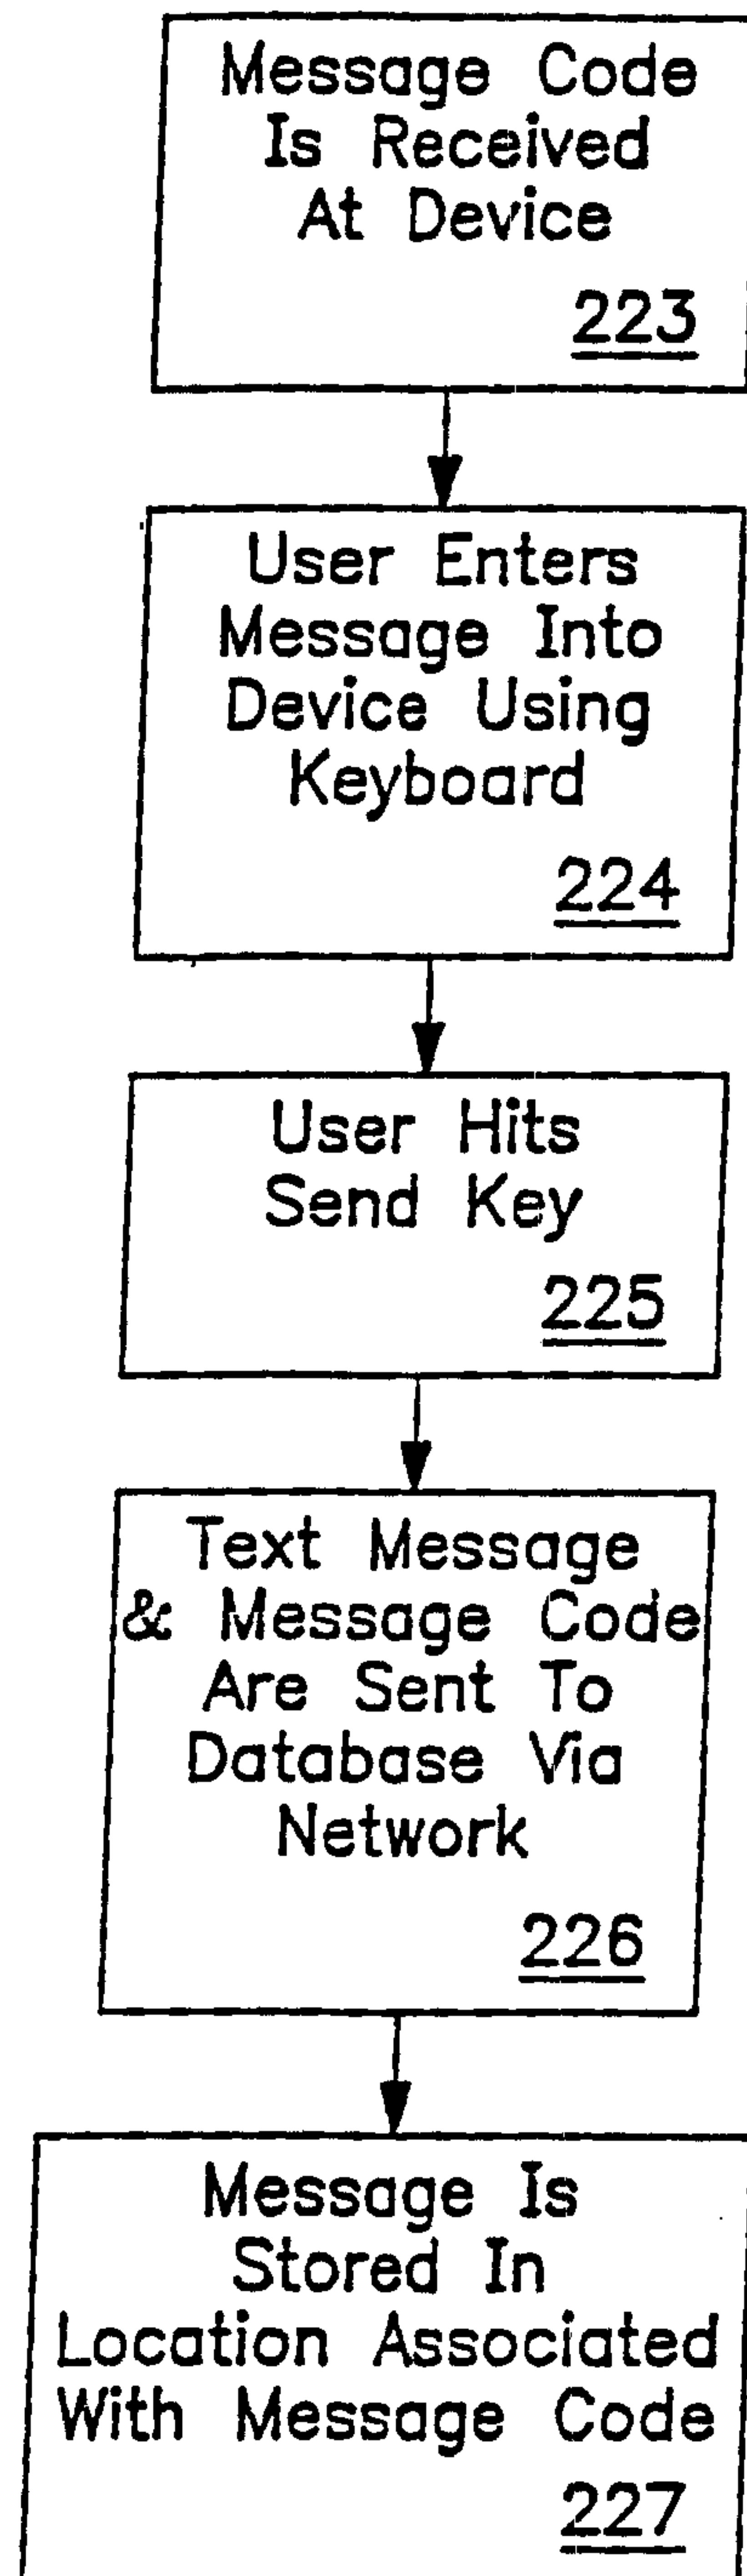 Message Code
Is Received
At Device
223
User Enters
Message Into
Device Using
Keyboard
224
User Hits
Send Key
225
Text Message
& Message Code
Are Sent To
Database Via
Network
226
Message Is
Stored In
Location Associated
With Message Code
227